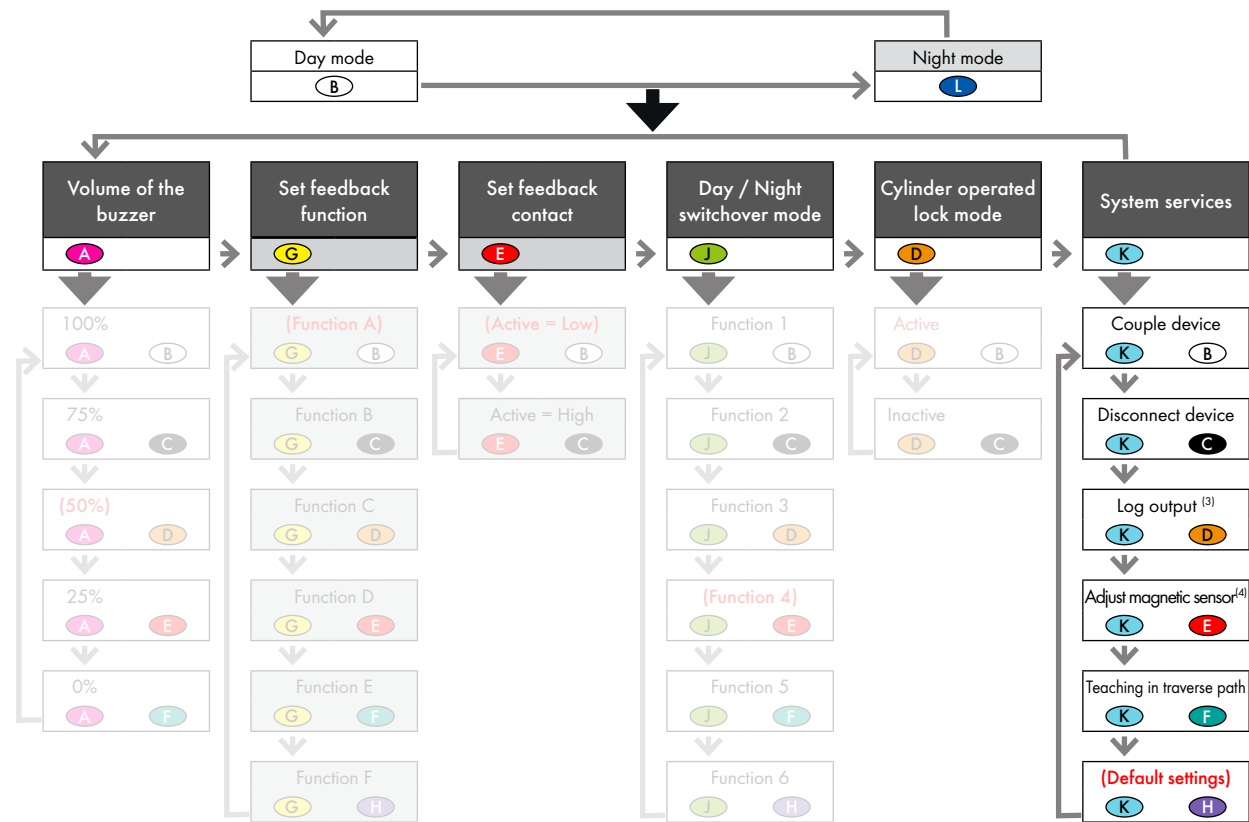 Day mode
B
Night mode
L
Volume of the
buzzer
A
Set feedback
function
G
Set feedback
contact
E
Day / Night
switchover mode
J
Cylinder operated
lock mode
D
System services
K
100%
A B
75%
A C
(50%)
A D
25%
A E
0%
A F
(Function A)
G B
Function B
G C
Function C
G D
Function D
G E
Function E
G F
Function F
G H
(Active = Low)
E B
Active = High
E C
Function 1
J B
Function 2
J C
Function 3
J D
(Function 4)
J E
Function 5
J F
Function 6
J H
Active
D B
Inactive
D C
Couple device
K B
Disconnect device
K C
Log output (3)
K D
Adjust magnetic sensor(4)
K E
Teaching in traverse path
K F
(Default settings)
K H